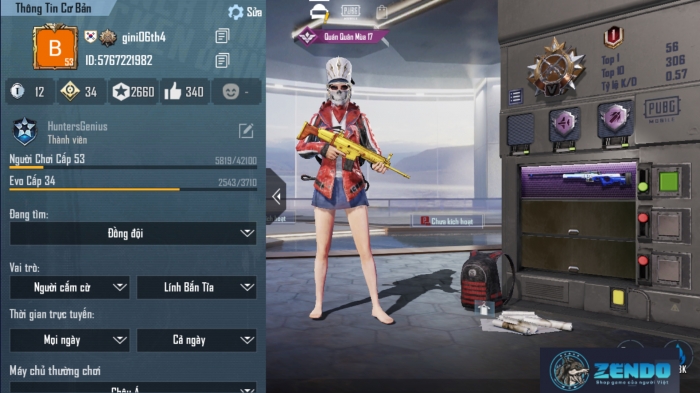 Thông Tin Cơ Bản
Sửa
B
53
gini06th4
ID:5767221982
12
34
2660
340
-
HuntersGenius
Thành viên
Người Chơi Cấp 53
5819/42100
Evo Cấp 34
2543/3710
Đang tìm:
Đồng đội
Vai trò:
Người cầm cờ
Lính Bắn Tỉa
Thời gian trực tuyến:
Mọi ngày
Cả ngày
Máy chủ thường chơi
Châu Á
PUBG
Quán Quân Mùa 17
Chưa kích hoạt
hoạt
Top 1
56
Top 10
306
Tỷ lệ K/D
0.57
PUBG
MOBILE
ZENDO
Shop game của người Việt